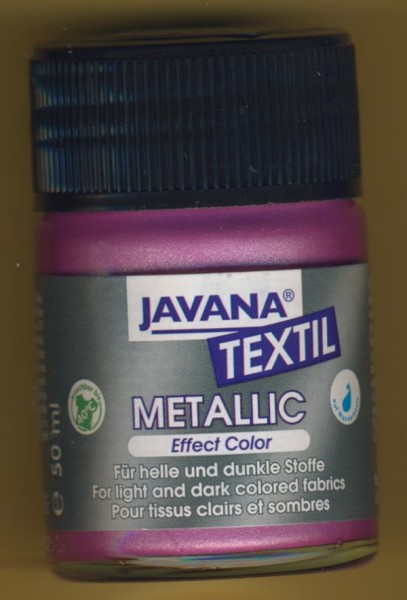 JAVANA®
TEXTIL
METALLIC
Effect Color
Für helle und dunkle Stoffe
For light and dark colored fabrics
Pour tissus clairs et sombres
℮ 50 ml